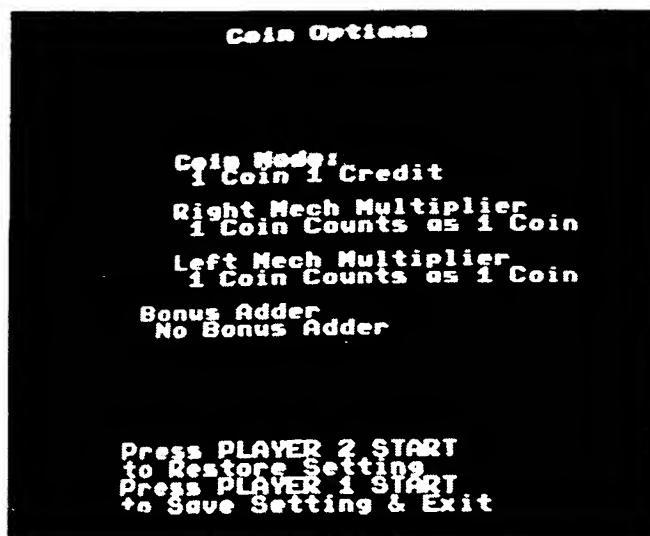 Coin Options
Coin Mode:
1 Coin 1 Credit
Right Mech Multiplier
1 Coin Counts as 1 Coin
Left Mech Multiplier
1 Coin Counts as 1 Coin
Bonus Adder
No Bonus Adder
Press PLAYER 2 START
to Restore Setting
Press PLAYER 1 START
to Save Setting & Exit